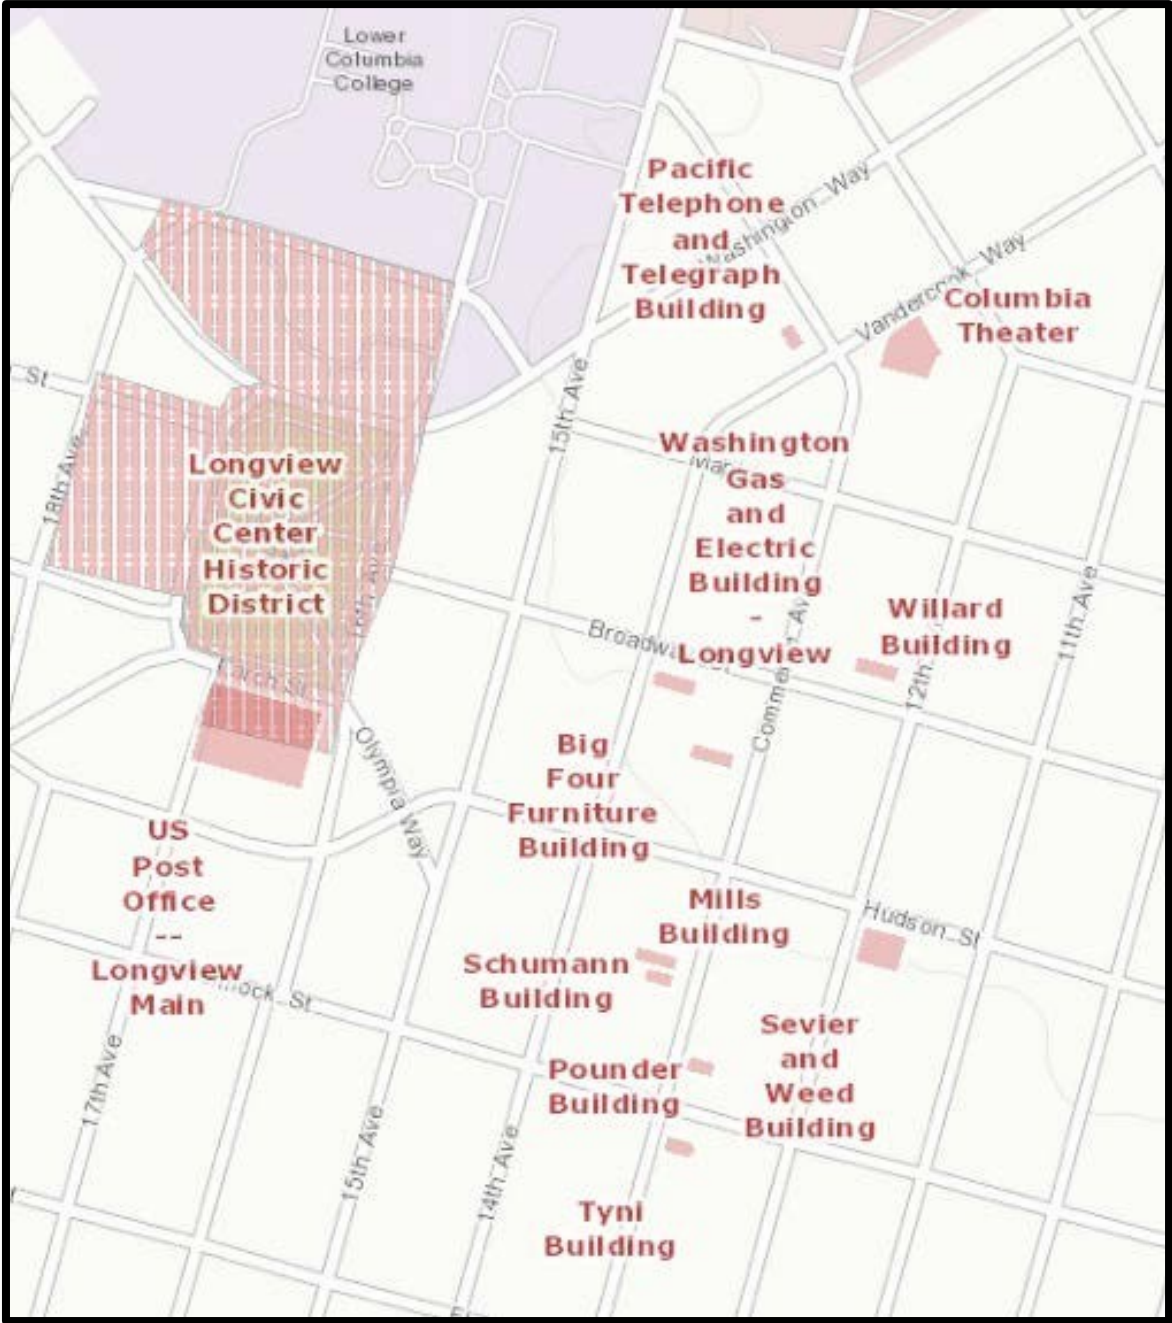 Lower
Columbia
College
Pacific
Telephone
and
Telegraph
Building
Washington Way
Vandercook Way
Columbia
Theater
St
15th Ave
18th Ave
Longview
Civic
Center
Historic
District
16th Ave
Washington
Gas
and
Electric
Building
-
Longview
Willard
Building
11th Ave
12th
Larch St
Olympia Way
Big
Four
Furniture
Building
US
Post
Office
--
Longview
Main
St
Mills
Building
Hudson St
Schumann
Building
Sevier
and
Weed
Building
Pounder
Building
17th Ave
15th Ave
14th Ave
Tyni
Building